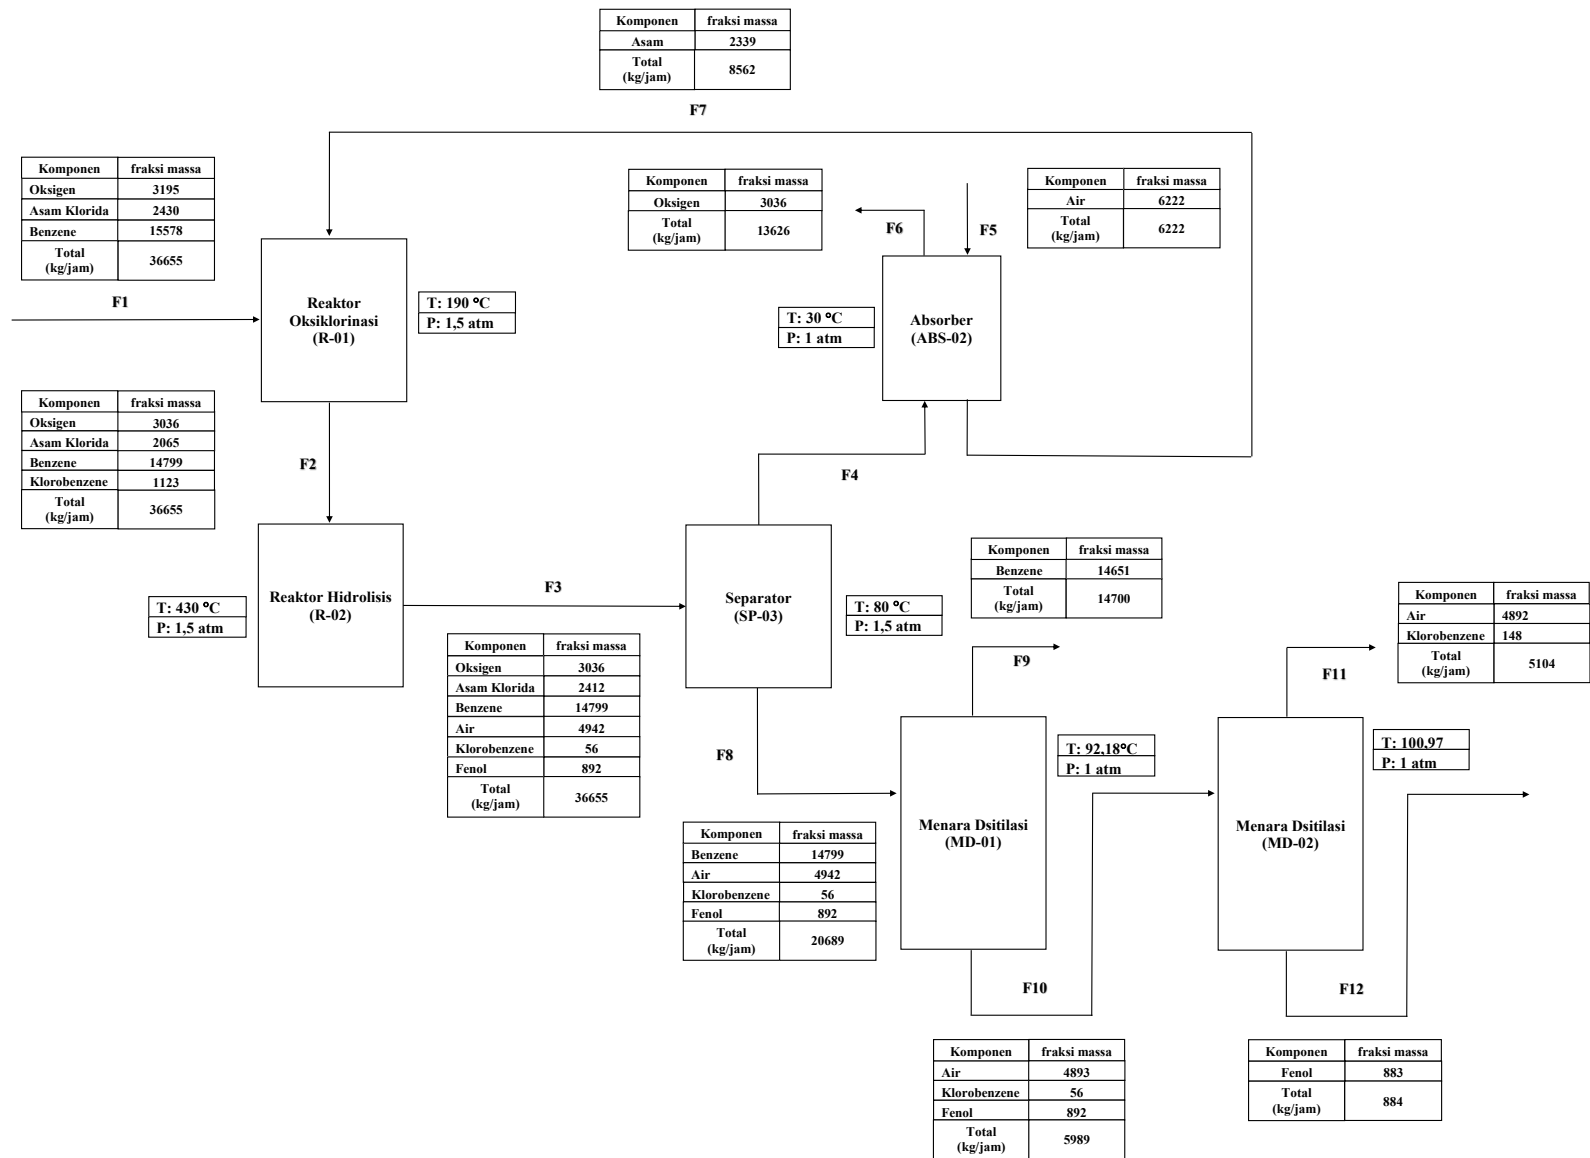 Komponen fraksi massa
Asam 2339
Total
(kg/jam) 8562
F7
Komponen fraksi massa
Oksigen 3195
Asam Klorida 2430
Benzene 15578
Total
(kg/jam) 36655
F1
Komponen fraksi massa
Oksigen 3036
Total
(kg/jam) 13626
F6
F5
Komponen fraksi massa
Air 6222
Total
(kg/jam) 6222
Reaktor
Oksiklorinasi
(R-01)
T: 190 °C
P: 1,5 atm
T: 30 °C
P: 1 atm
Absorber
(ABS-02)
Komponen fraksi massa
Oksigen 3036
Asam Klorida 2065
Benzene 14799
Klorobenzene 1123
Total
(kg/jam) 36655
F2
F4
Reaktor Hidrolisis
(R-02)
T: 430 °C
P: 1,5 atm
F3
Separator
(SP-03)
T: 80 °C
P: 1,5 atm
Komponen fraksi massa
Benzene 14651
Total
(kg/jam) 14700
F9
Komponen fraksi massa
Air 4892
Klorobenzene 148
Total
(kg/jam) 5104
F11
Komponen fraksi massa
Oksigen 3036
Asam Klorida 2412
Benzene 14799
Air 4942
Klorobenzene 56
Fenol 892
Total
(kg/jam) 36655
F8
T: 92,18°C
P: 1 atm
T: 100,97
P: 1 atm
Menara Dsitilasi
(MD-01)
Menara Dsitilasi
(MD-02)
Komponen fraksi massa
Benzene 14799
Air 4942
Klorobenzene 56
Fenol 892
Total
(kg/jam) 20689
F10
F12
Komponen fraksi massa
Air 4893
Klorobenzene 56
Fenol 892
Total
(kg/jam) 5989
Komponen fraksi massa
Fenol 883
Total
(kg/jam) 884